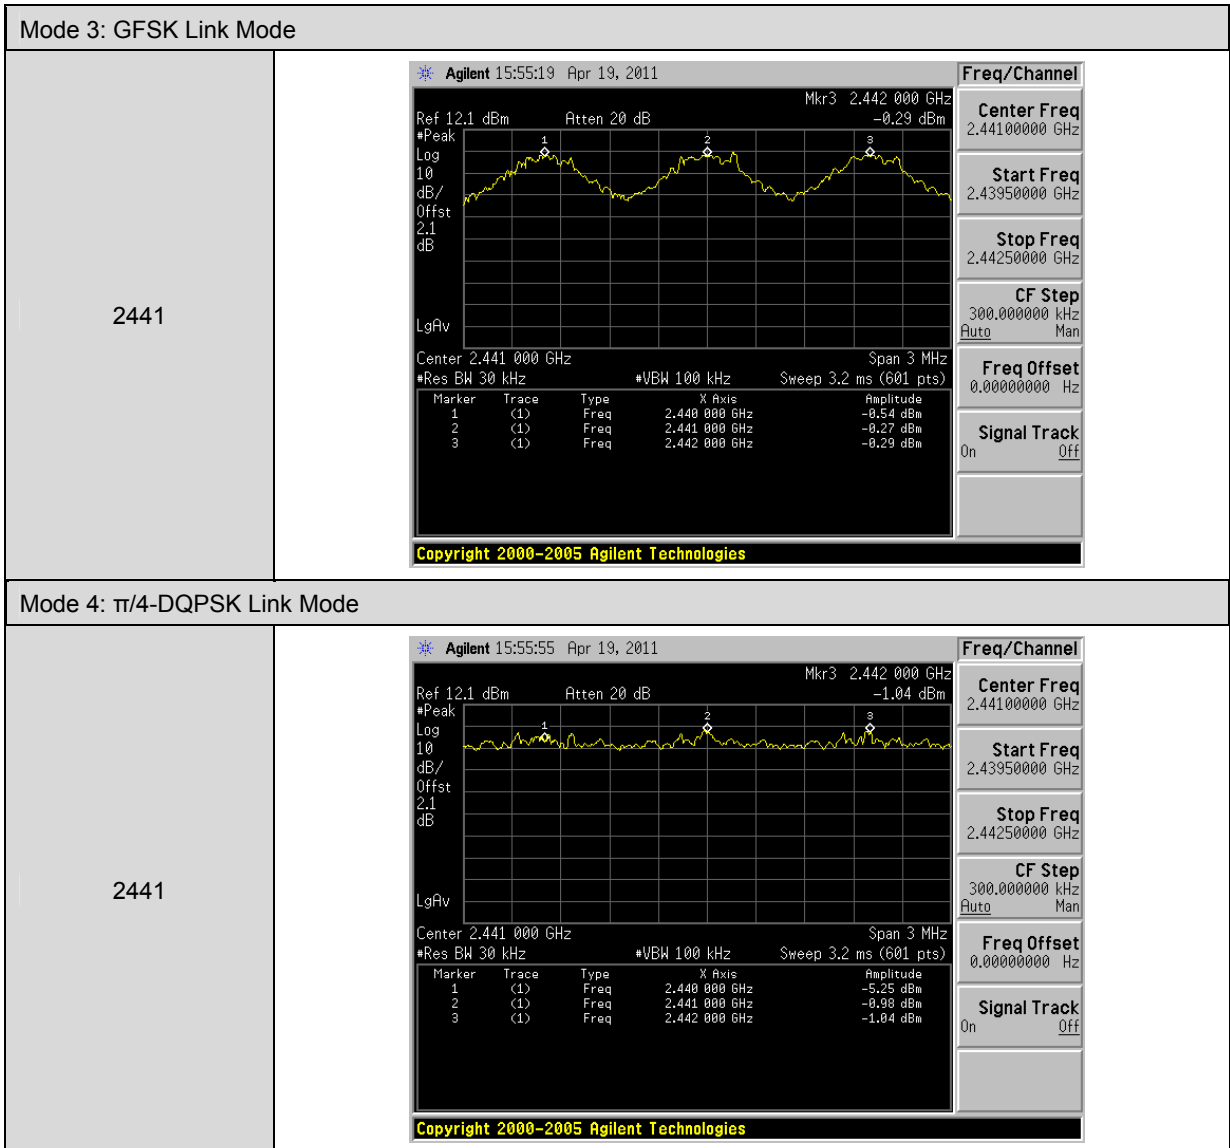 Mode 3: GFSK Link Mode
2441
Agilent 15:55:19 Apr 19, 2011
Mkr3 2.442 000 GHz
Ref 12.1 dBm Atten 20 dB -0.29 dBm
#Peak
Log
10
dB/
Offst
2.1
dB
LgAv
1 2 3
Center 2.441 000 GHz Span 3 MHz
#Res BW 30 kHz #VBW 100 kHz Sweep 3.2 ms (601 pts)
Marker Trace Type X Axis Amplitude
1 (1) Freq 2.440 000 GHz -0.54 dBm
2 (1) Freq 2.441 000 GHz -0.27 dBm
3 (1) Freq 2.442 000 GHz -0.29 dBm
Copyright 2000-2005 Agilent Technologies
Freq/Channel
Center Freq
2.44100000 GHz
Start Freq
2.43950000 GHz
Stop Freq
2.44250000 GHz
CF Step
300.000000 kHz
Auto Man
Freq Offset
0.00000000 Hz
Signal Track
On Off
Mode 4: π/4-DQPSK Link Mode
2441
Agilent 15:55:55 Apr 19, 2011
Mkr3 2.442 000 GHz
Ref 12.1 dBm Atten 20 dB -1.04 dBm
#Peak
Log
10
dB/
Offst
2.1
dB
LgAv
1 2 3
Center 2.441 000 GHz Span 3 MHz
#Res BW 30 kHz #VBW 100 kHz Sweep 3.2 ms (601 pts)
Marker Trace Type X Axis Amplitude
1 (1) Freq 2.440 000 GHz -5.25 dBm
2 (1) Freq 2.441 000 GHz -0.98 dBm
3 (1) Freq 2.442 000 GHz -1.04 dBm
Copyright 2000-2005 Agilent Technologies
Freq/Channel
Center Freq
2.44100000 GHz
Start Freq
2.43950000 GHz
Stop Freq
2.44250000 GHz
CF Step
300.000000 kHz
Auto Man
Freq Offset
0.00000000 Hz
Signal Track
On Off